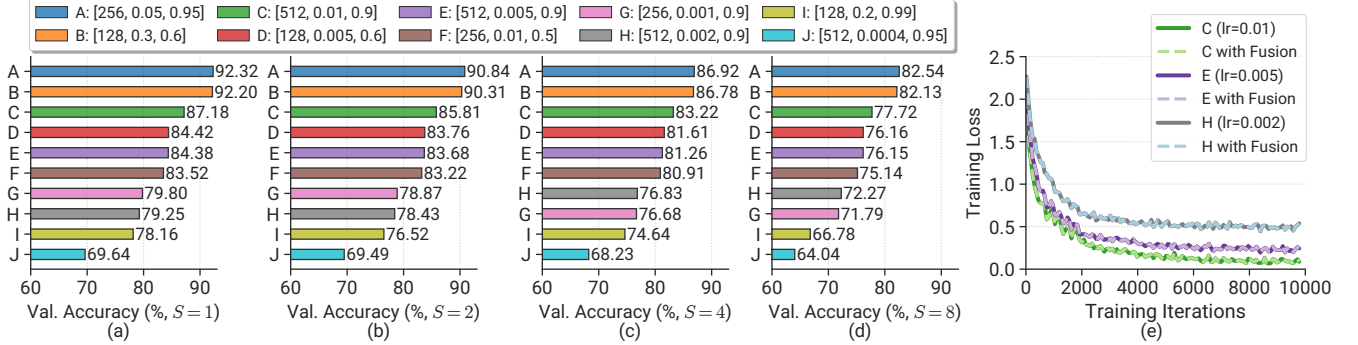 A: [256, 0.05, 0.95] C: [512, 0.01, 0.9] E: [512, 0.005, 0.9] G: [256, 0.001, 0.9] I: [128, 0.2, 0.99]
B: [128, 0.3, 0.6] D: [128, 0.005, 0.6] F: [256, 0.01, 0.5] H: [512, 0.002, 0.9] J: [512, 0.0004, 0.95]
A 92.32
B 92.20
C 87.18
D 84.42
E 84.38
F 83.52
G 79.80
H 79.25
I 78.16
J 69.64
60 70 80 90
Val. Accuracy (%, S=1)
(a)
A 90.84
B 90.31
C 85.81
D 83.76
E 83.68
F 83.22
G 78.87
H 78.43
I 76.52
J 69.49
60 70 80 90
Val. Accuracy (%, S=2)
(b)
A 86.92
B 86.78
C 83.22
D 81.61
E 81.26
F 80.91
H 76.83
G 76.68
I 74.64
J 68.23
60 70 80 90
Val. Accuracy (%, S=4)
(c)
A 82.54
B 82.13
C 77.72
D 76.16
E 76.15
F 75.14
H 72.27
G 71.79
I 66.78
J 64.04
60 70 80 90
Val. Accuracy (%, S=8)
(d)
C (lr=0.01)
C with Fusion
E (lr=0.005)
E with Fusion
H (lr=0.002)
H with Fusion
Training Loss
2.5
2.0
1.5
1.0
0.5
0.0
0 2000 4000 6000 8000 10000
Training Iterations
(e)